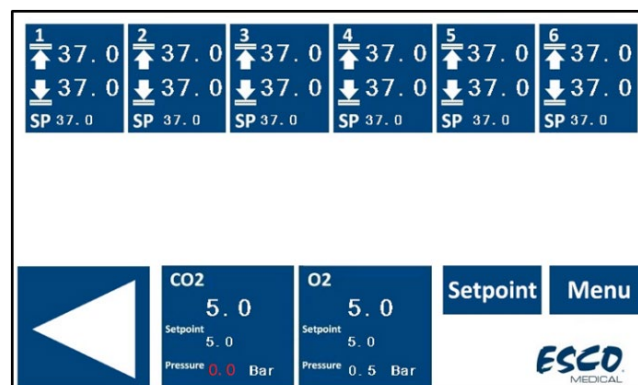 1 2 3 4 5 6
37.0 37.0 37.0 37.0 37.0 37.0
37.0 37.0 37.0 37.0 37.0 37.0
SP 37.0 SP 37.0 SP 37.0 SP 37.0 SP 37.0 SP 37.0
CO2
5.0
Setpoint
5.0
Pressure 0.0 Bar
O2
5.0
Setpoint
5.0
Pressure 0.5 Bar
Setpoint
Menu
ESCO
MEDICAL